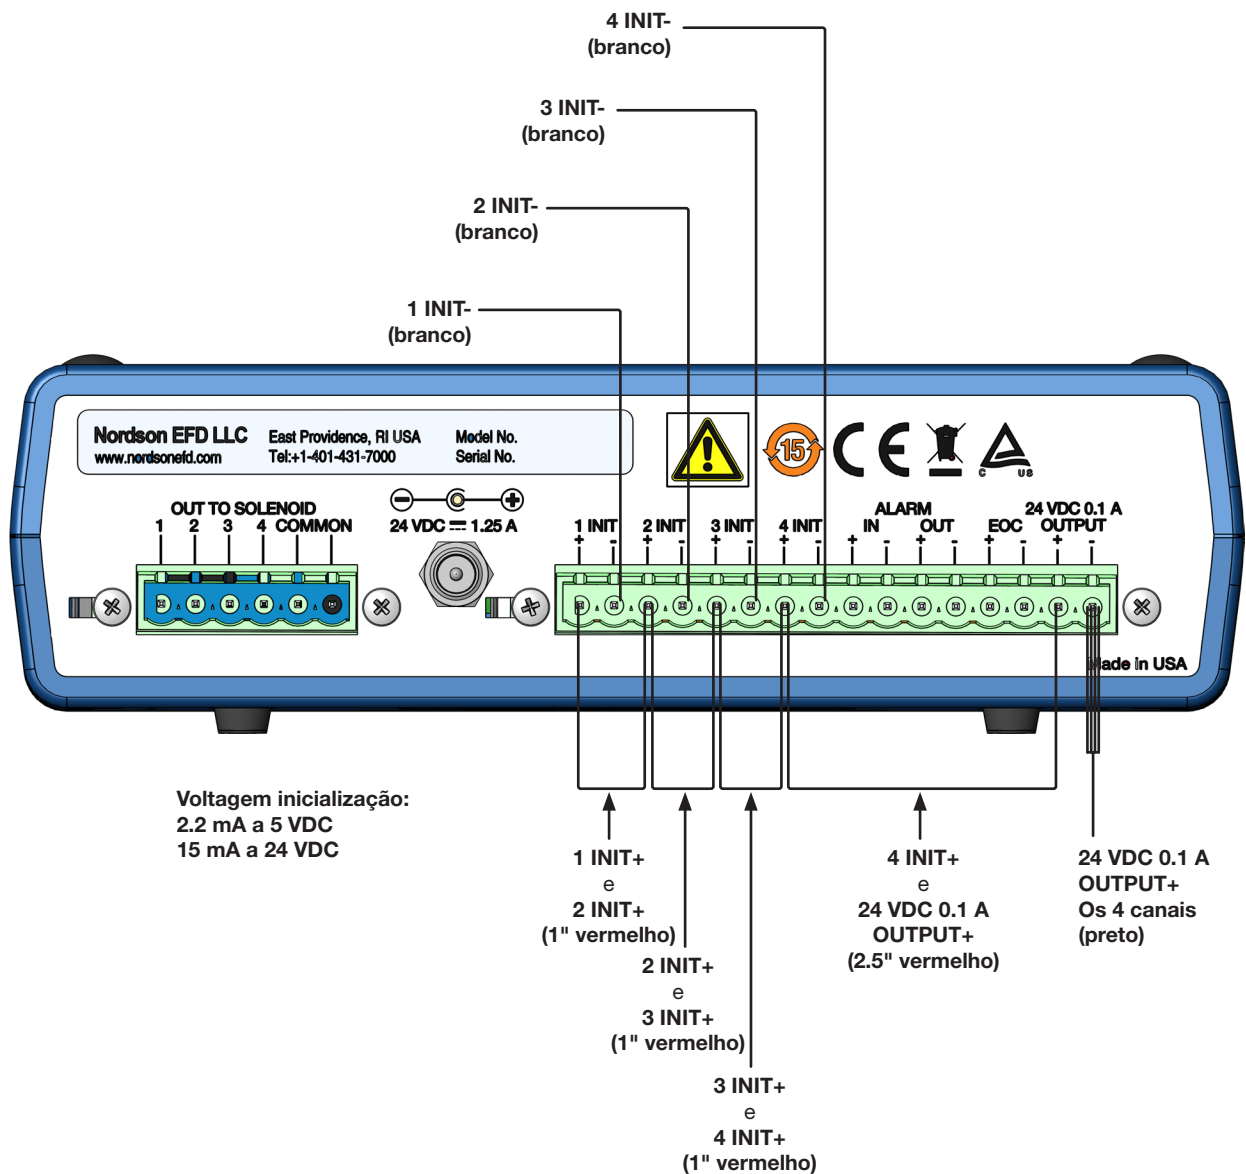 4 INIT-
(branco)
3 INIT-
(branco)
2 INIT-
(branco)
1 INIT-
(branco)
Nordson EFD LLC
www.nordsonefd.com
East Providence, RI USA
Tel:+1-401-431-7000
Model No.
Serial No.
15
C US
OUT TO SOLENOID
1 2 3 4 COMMON
24 VDC 1.25 A
1 INIT
2 INIT
3 INIT
4 INIT
ALARM
IN OUT
EOC
24 VDC 0.1 A
OUTPUT
+ - + - + - + - + - + - + - + -
Made in USA
Voltagem inicialização:
2.2 mA a 5 VDC
15 mA a 24 VDC
1 INIT+
e
2 INIT+
(1" vermelho)
2 INIT+
e
3 INIT+
(1" vermelho)
3 INIT+
e
4 INIT+
(1" vermelho)
4 INIT+
e
24 VDC 0.1 A
OUTPUT+
(2.5" vermelho)
24 VDC 0.1 A
OUTPUT+
Os 4 canais
(preto)